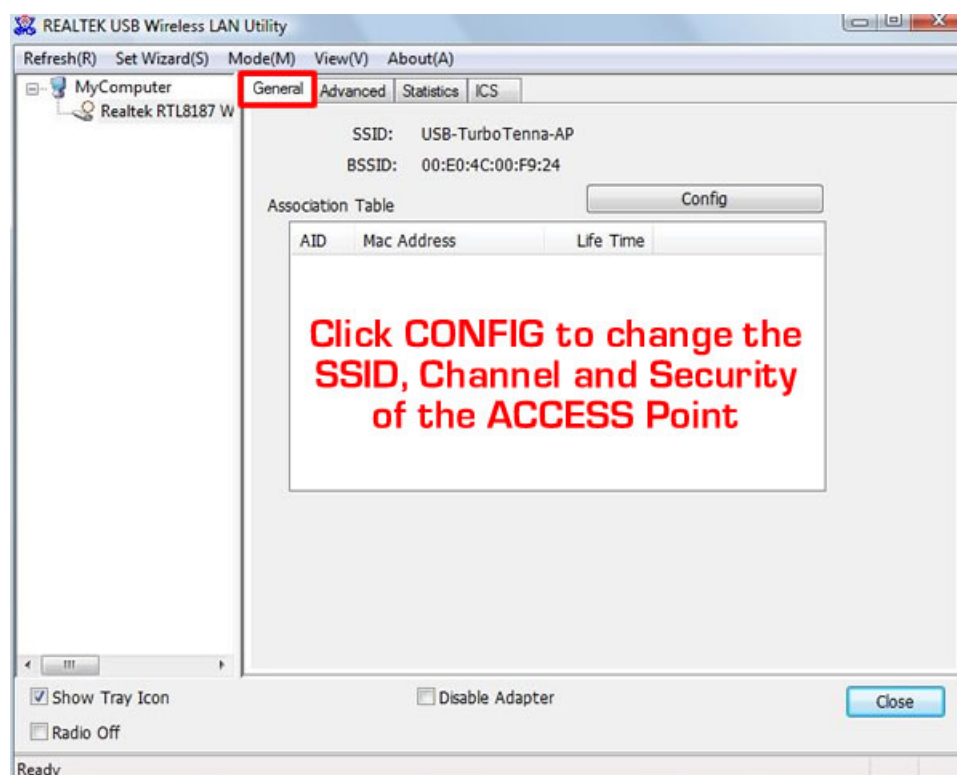 REALTEK USB Wireless LAN Utility
Refresh(R) Set Wizard(S) Mode(M) View(V) About(A)
MyComputer
Realtek RTL8187 W
General Advanced Statistics ICS
SSID: USB-TurboTenna-AP
BSSID: 00:E0:4C:00:F9:24
Config
Association Table
AID Mac Address Life Time
Click CONFIG to change the
SSID, Channel and Security
of the ACCESS Point
Show Tray Icon Disable Adapter Close
Radio Off
Ready